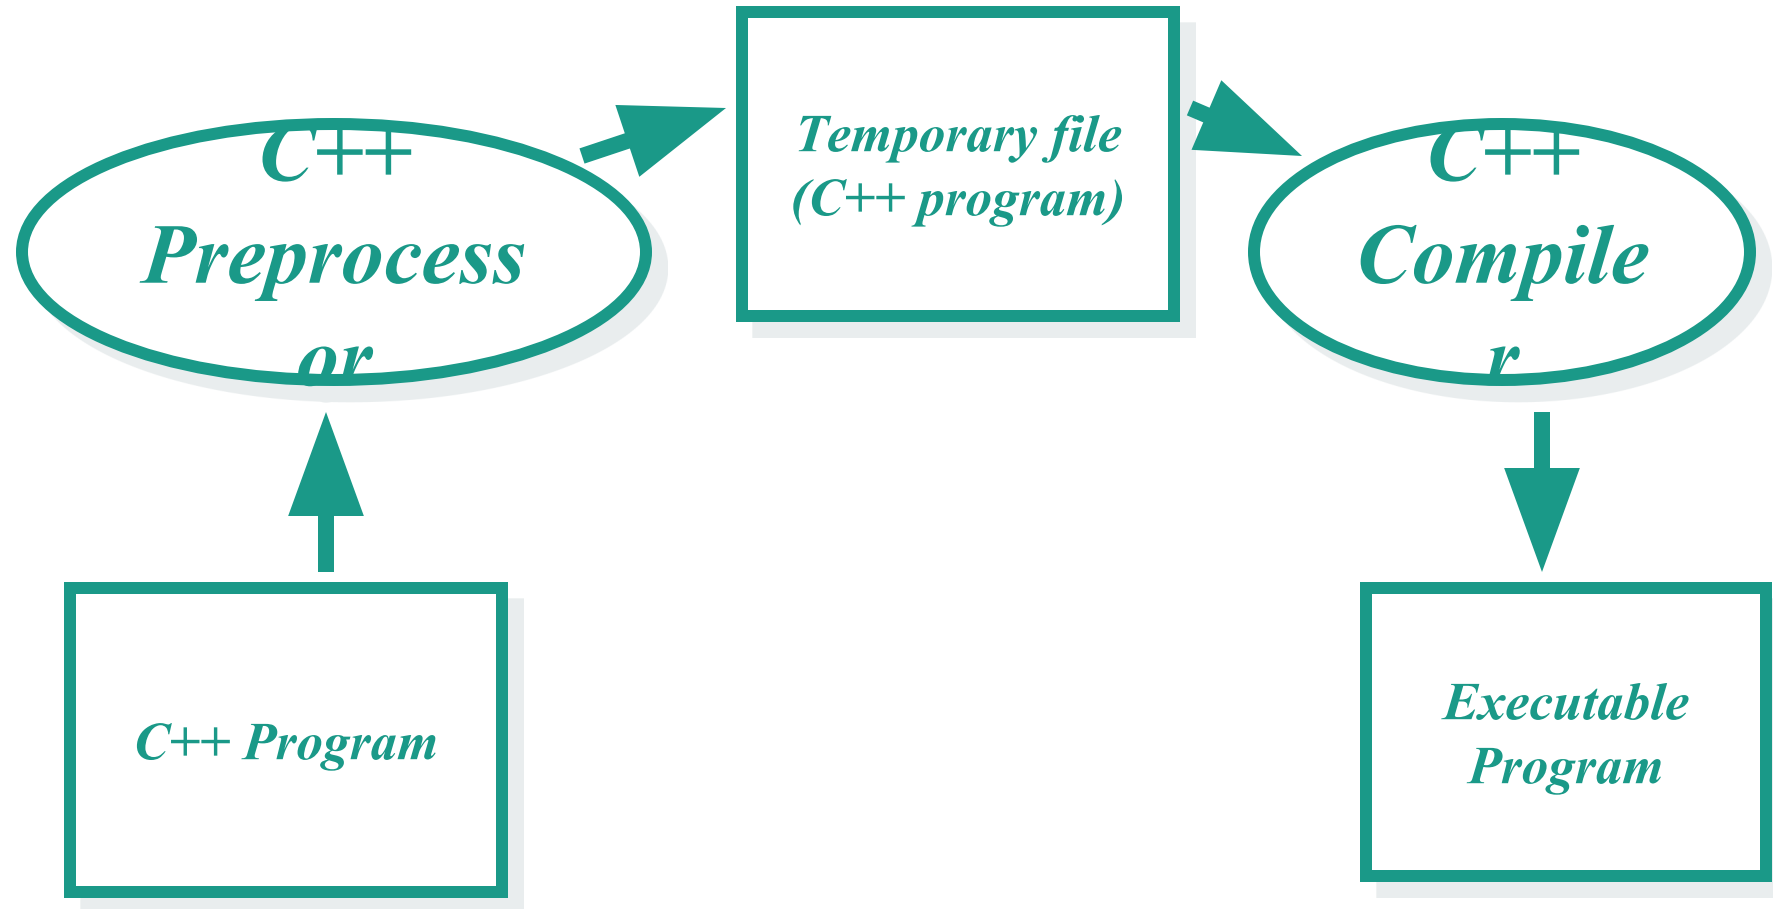 C++
Preprocess
or
Temporary file
(C++ program)
C++
Compile
r
C++ Program
Executable
Program